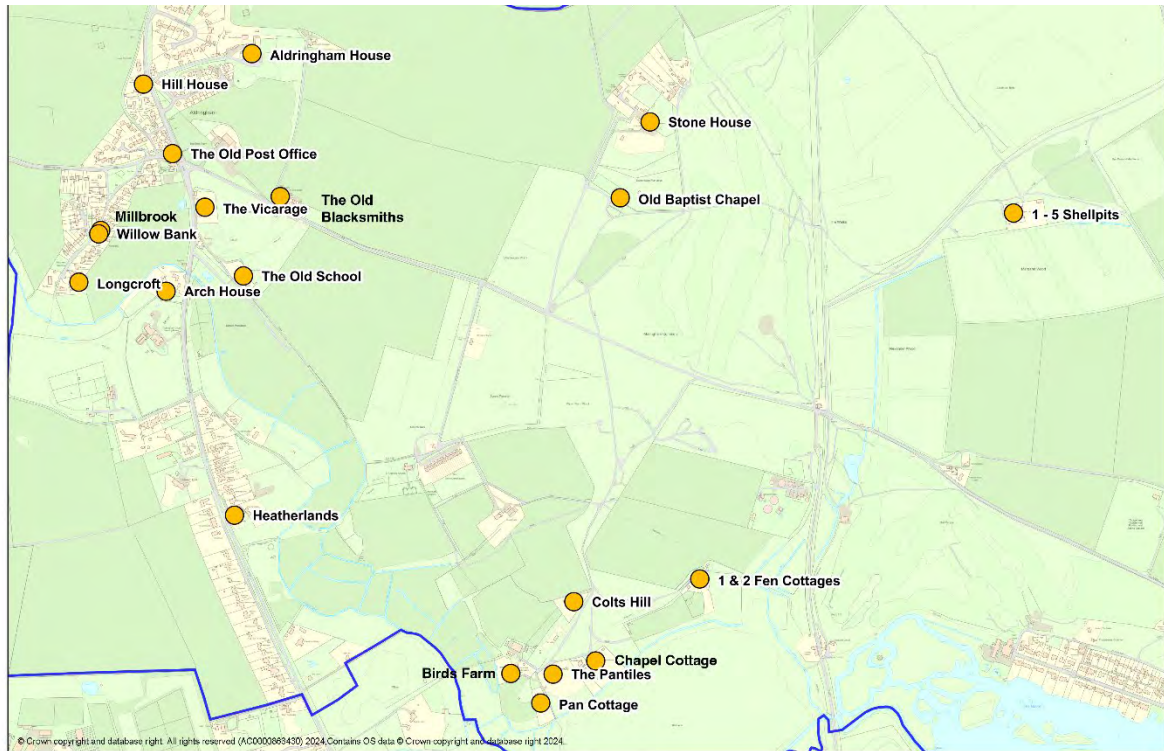 Aldringham House
Hill House
Stone House
The Old Post Office
The Old
Blacksmiths
Old Baptist Chapel
The Vicarage
1 - 5 Shellpits
Millbrook
Willow Bank
The Old School
Longcroft
Arch House
Heatherlands
1 & 2 Fen Cottages
Colts Hill
Chapel Cottage
Birds Farm
The Pantiles
Pan Cottage
© Crown copyright and database right. All rights reserved (AC0000863430) 2024,Contains OS data © Crown copyright and database right 2024.